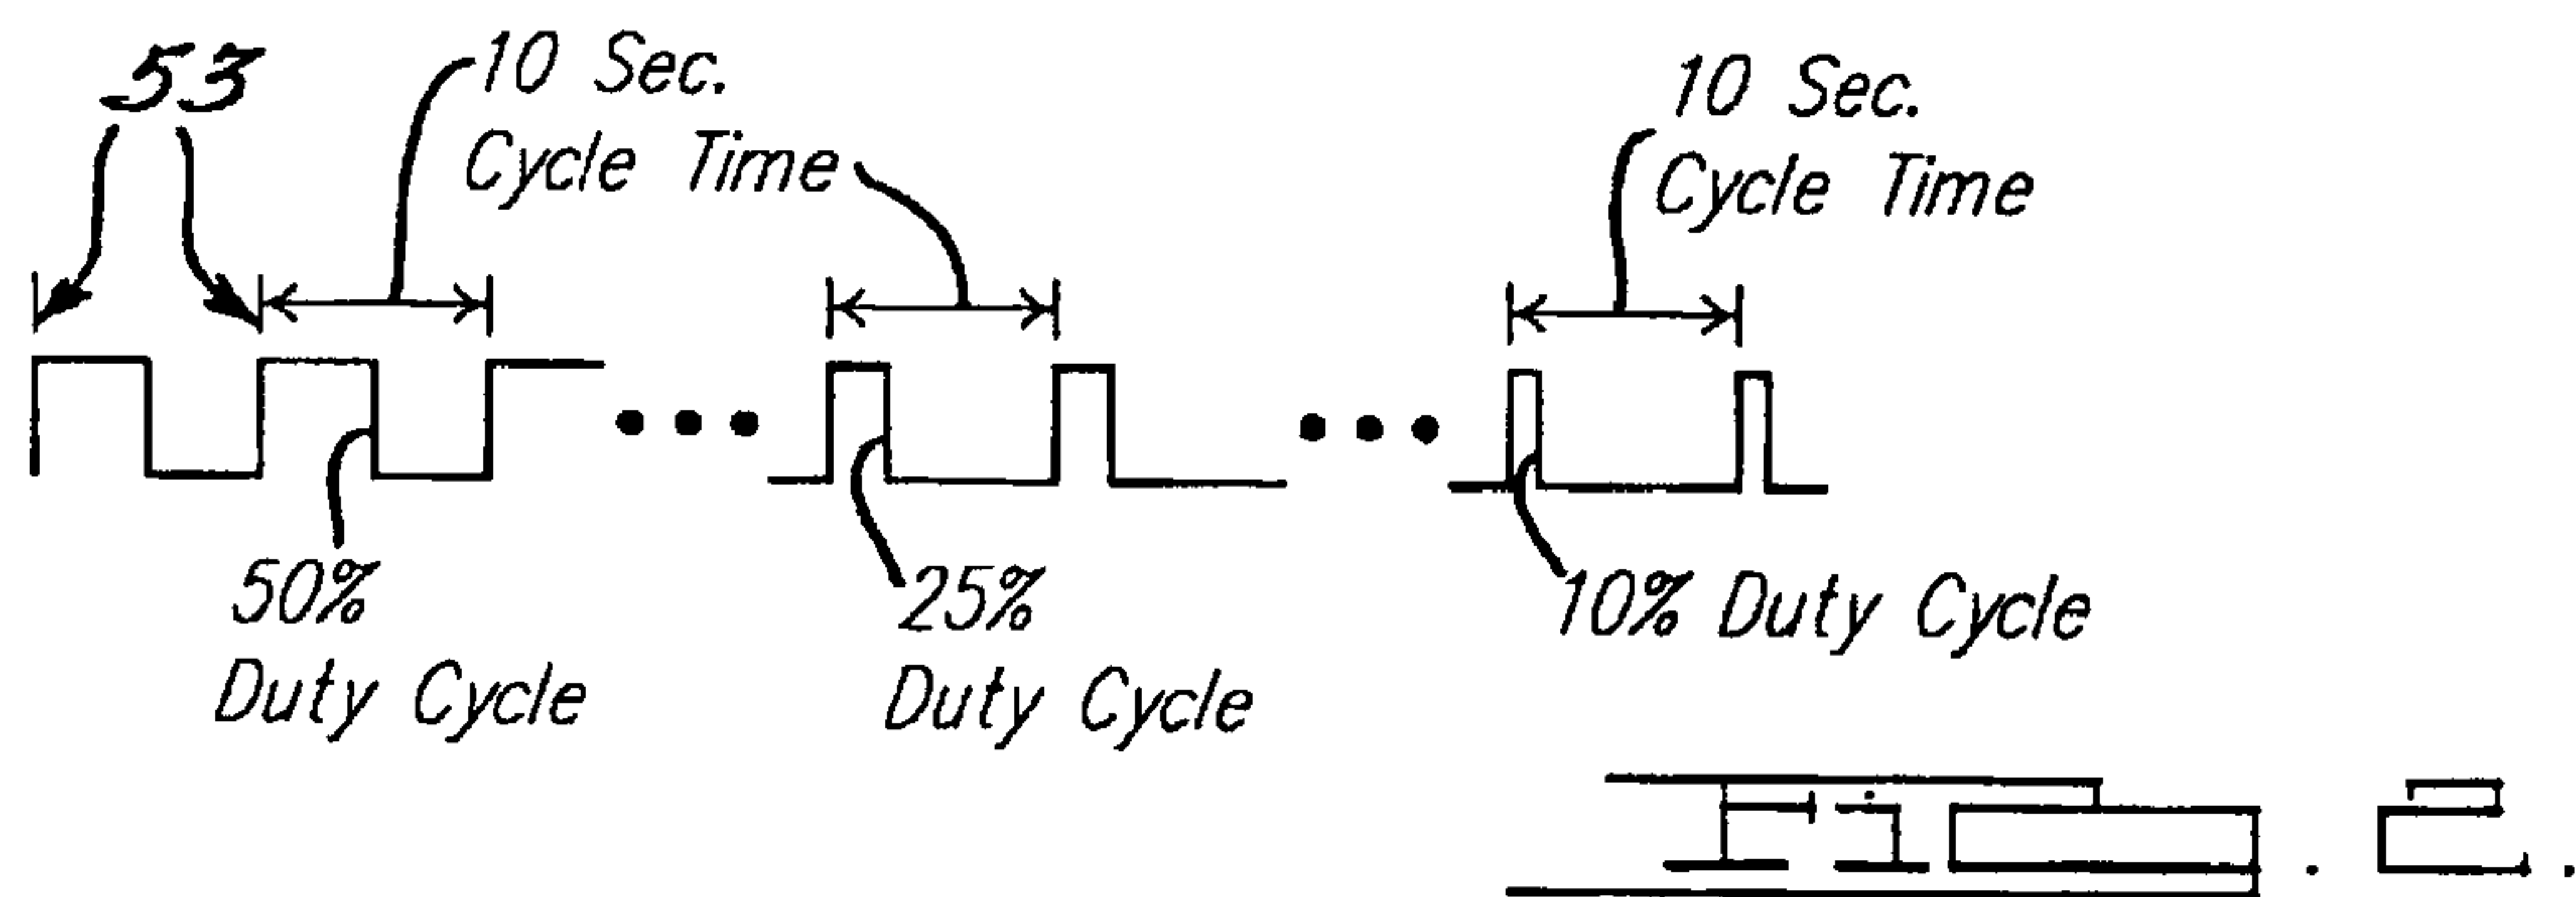 53
10 Sec.
Cycle Time
10 Sec.
Cycle Time
50%
Duty Cycle
25%
Duty Cycle
10% Duty Cycle
Fig. 2.